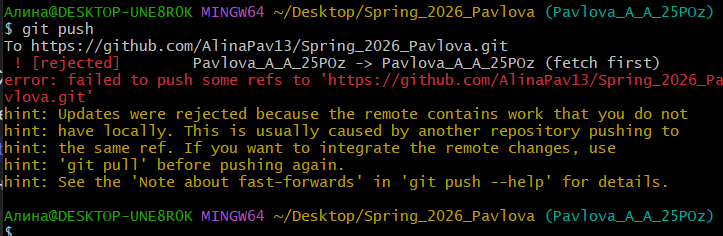 Алина@DESKTOP-UNE8R0K MINGW64 ~/Desktop/Spring_2026_Pavlova (Pavlova_A_A_25POz)
$ git push
To https://github.com/AlinaPav13/Spring_2026_Pavlova.git
 ! [rejected]        Pavlova_A_A_25POz -> Pavlova_A_A_25POz (fetch first)
error: failed to push some refs to 'https://github.com/AlinaPav13/Spring_2026_Pa
vlova.git'
hint: Updates were rejected because the remote contains work that you do not
hint: have locally. This is usually caused by another repository pushing to
hint: the same ref. If you want to integrate the remote changes, use
hint: 'git pull' before pushing again.
hint: See the 'Note about fast-forwards' in 'git push --help' for details.
Алина@DESKTOP-UNE8R0K MINGW64 ~/Desktop/Spring_2026_Pavlova (Pavlova_A_A_25POz)
$